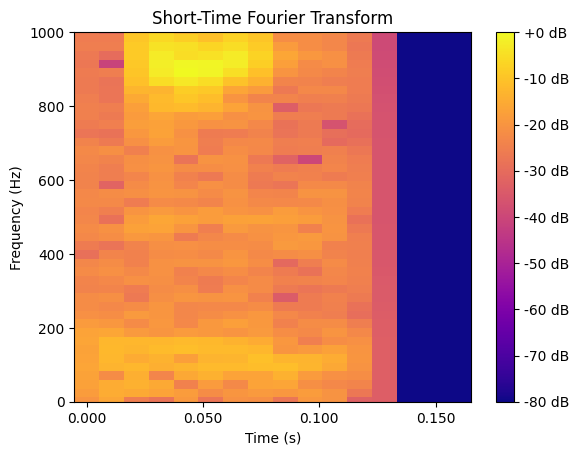 Short-Time Fourier Transform
1000
800
600
400
200
0
Frequency (Hz)
0.000
0.050
0.100
0.150
Time (s)
+0 dB
-10 dB
-20 dB
-30 dB
-40 dB
-50 dB
-60 dB
-70 dB
-80 dB